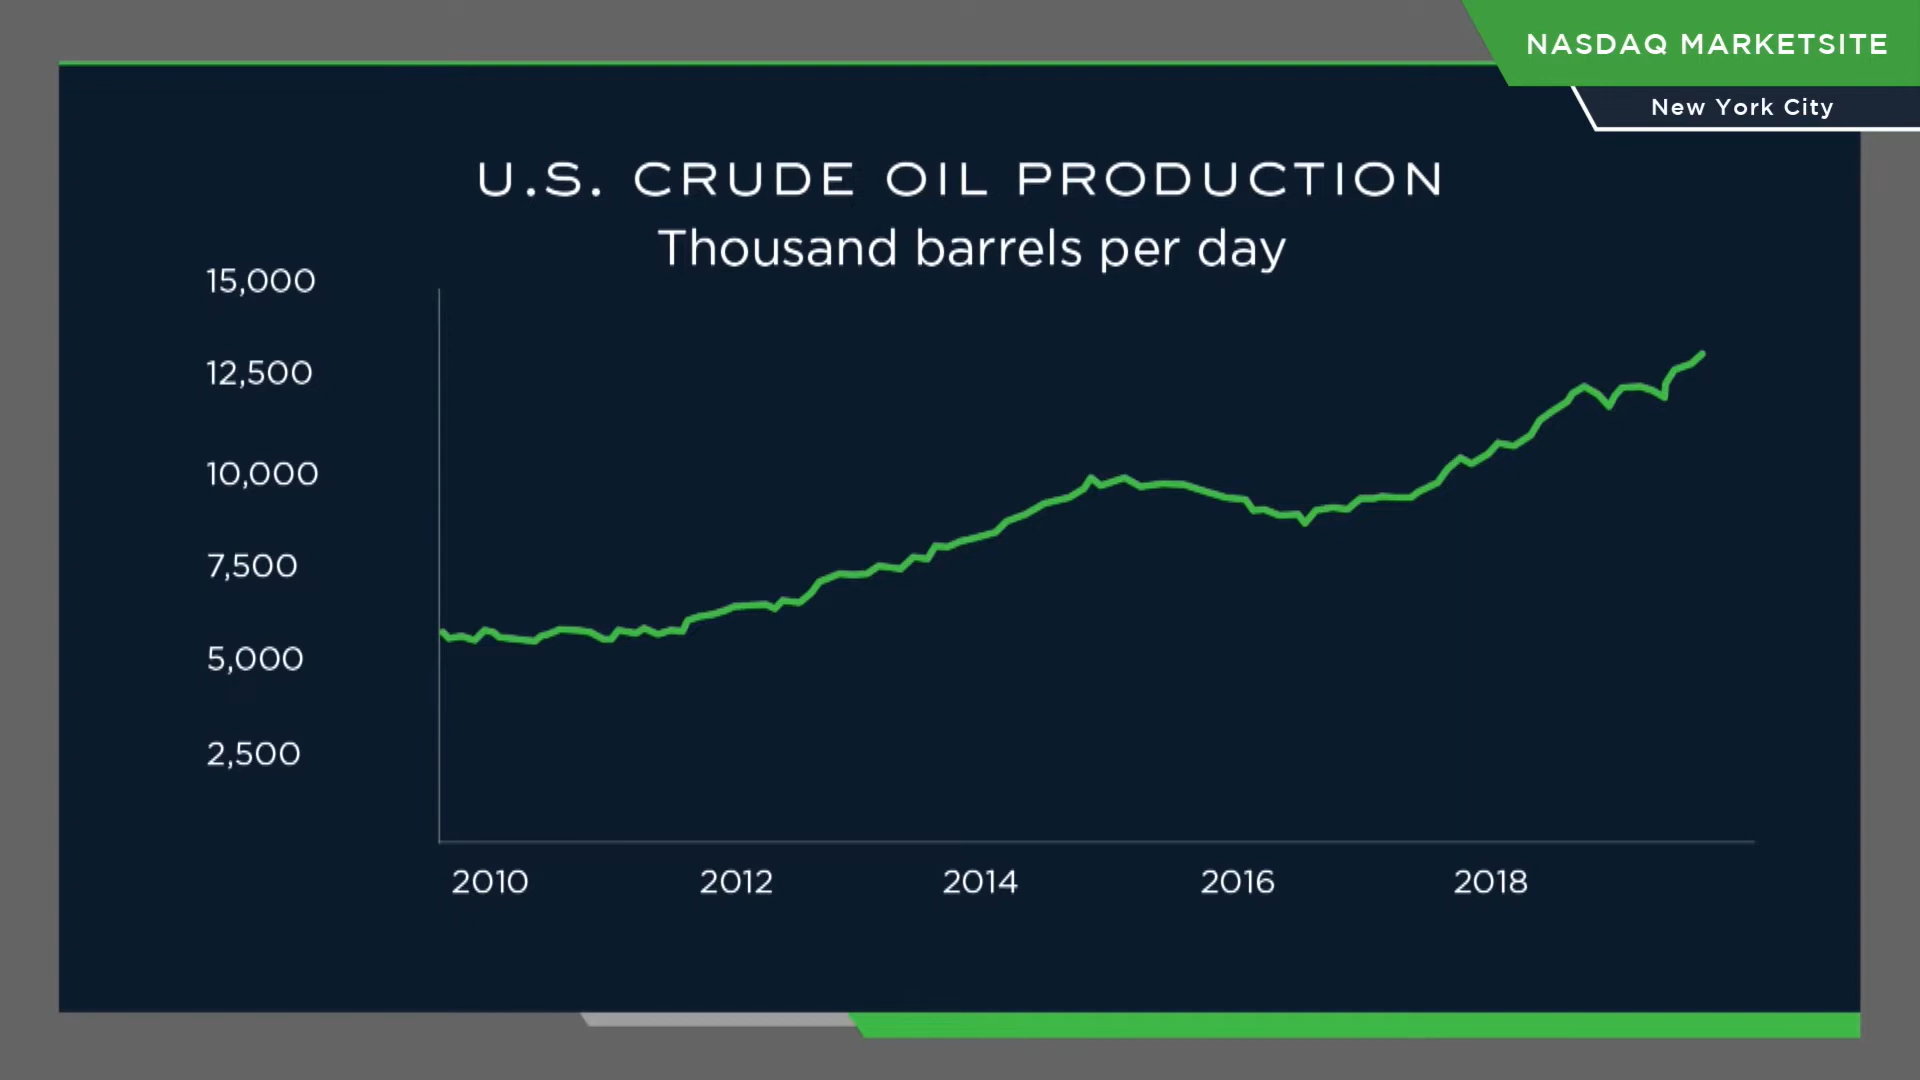 NASDAQ MARKETSITE
New York City
U.S. CRUDE OIL PRODUCTION
Thousand barrels per day
15,000
12,500
10,000
7,500
5,000
2,500
2010 2012 2014 2016 2018